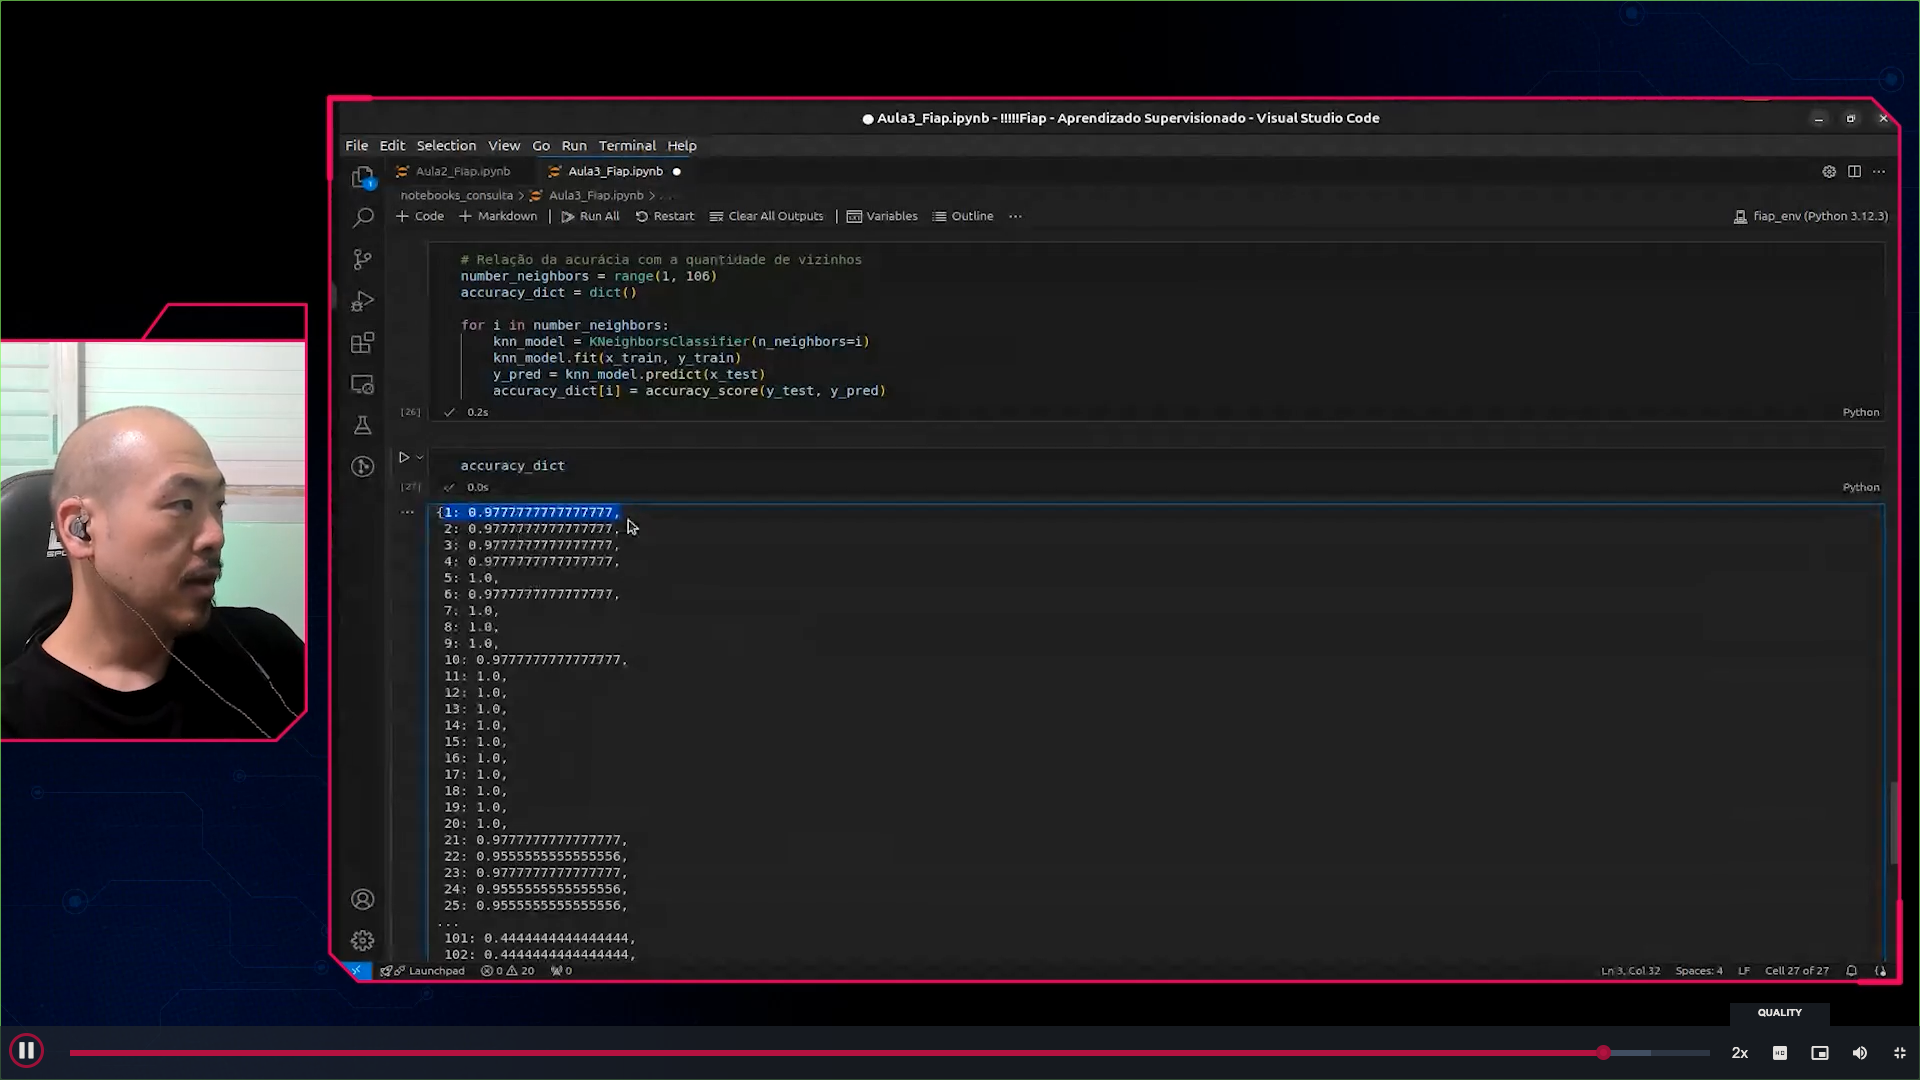 Aula3_Fiap.ipynb - !!!!!Fiap - Aprendizado Supervisionado - Visual Studio Code
File Edit Selection View Go Run Terminal Help
Aula2_Fiap.ipynb Aula3_Fiap.ipynb
notebooks_consulta > Aula3_Fiap.ipynb > ...
+ Code + Markdown | Run All Restart Clear All Outputs | Variables Outline ...
fiap_env (Python 3.12.3)
# Relação da acurácia com a quantidade de vizinhos
number_neighbors = range(1, 106)
accuracy_dict = dict()
for i in number_neighbors:
knn_model = KNeighborsClassifier(n_neighbors=i)
knn_model.fit(x_train, y_train)
y_pred = knn_model.predict(x_test)
accuracy_dict[i] = accuracy_score(y_test, y_pred)
[26] 0.2s Python
accuracy_dict
[27] 0.0s Python
{1: 0.9777777777777777,
2: 0.9777777777777777,
3: 0.9777777777777777,
4: 0.9777777777777777,
5: 1.0,
6: 0.9777777777777777,
7: 1.0,
8: 1.0,
9: 1.0,
10: 0.9777777777777777,
11: 1.0,
12: 1.0,
13: 1.0,
14: 1.0,
15: 1.0,
16: 1.0,
17: 1.0,
18: 1.0,
19: 1.0,
20: 1.0,
21: 0.9777777777777777,
22: 0.9555555555555556,
23: 0.9777777777777777,
24: 0.9555555555555556,
25: 0.9555555555555556,
...
101: 0.4444444444444444,
102: 0.4444444444444444,
Launchpad 0 20 0 Ln 3, Col 32 Spaces: 4 LF Cell 27 of 27
QUALITY
2x HD